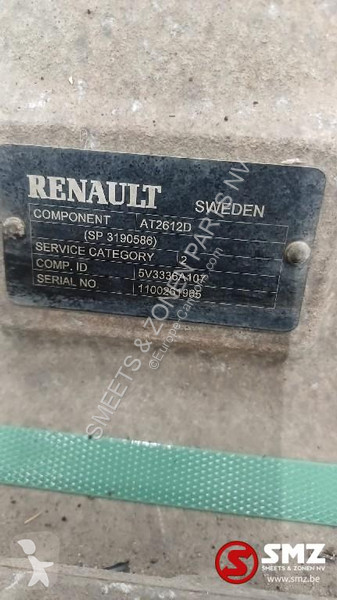 RENAULT SWEDEN
COMPONENT AT2612D
(SP 3190586)
SERVICE CATEGORY 2
COMP. ID 5V3336A107
SERIAL NO. 1100261985
SMEETS & ZONEN PARTS NV
SMZ
SMEETS & ZONEN NV
www.smz.be